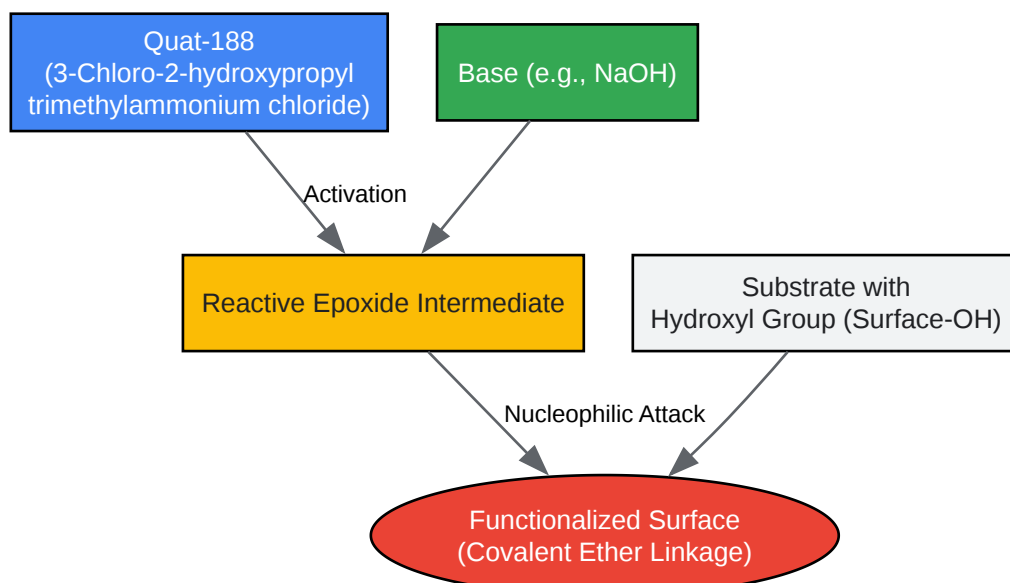 Quat-188
(3-Chloro-2-hydroxypropyl
trimethylammonium chloride)
Base (e.g., NaOH)
Activation
Reactive Epoxide Intermediate
Substrate with
Hydroxyl Group (Surface-OH)
Nucleophilic Attack
Functionalized Surface
(Covalent Ether Linkage)